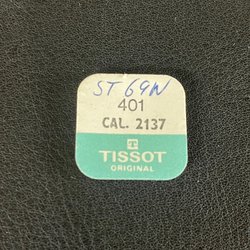 ST 69N
401
CAL. 2137
T
TISSOT
ORIGINAL